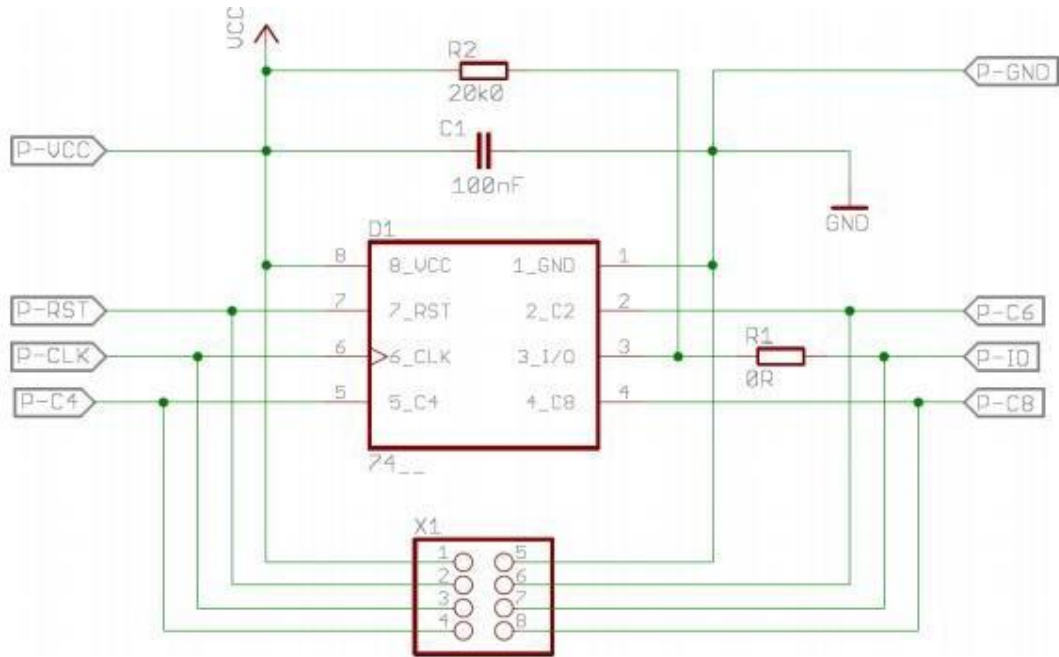 VCC
R2
20k0
P-GND
P-VCC
C1
100nF
GND
D1
8 8_VCC 1_GND 1
P-RST 7 7_RST 2_C2 2 P-C6
P-CLK 6 6_CLK 3_I/O 3 R1 P-IO
0R
P-C4 5 5_C4 4_C8 4 P-C8
74__
X1
1 5
2 6
3 7
4 8